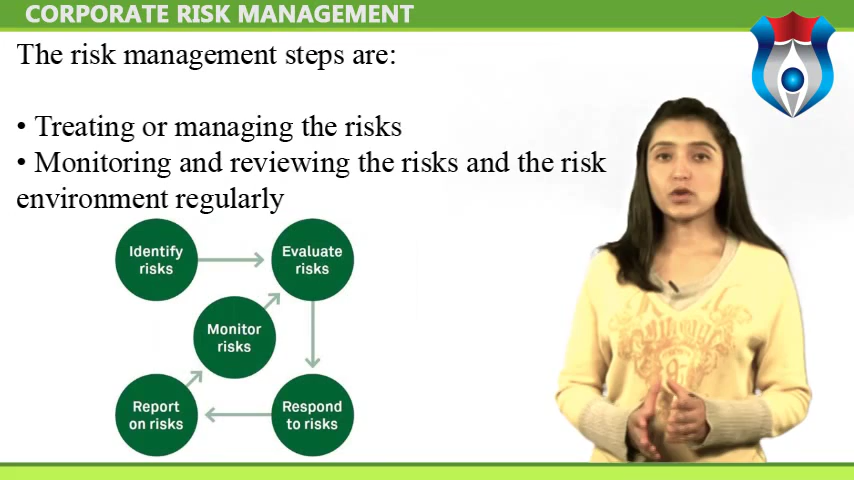 CORPORATE RISK MANAGEMENT
The risk management steps are:
• Treating or managing the risks
• Monitoring and reviewing the risks and the risk
environment regularly
Identify
risks
Evaluate
risks
Monitor
risks
Report
on risks
Respond
to risks